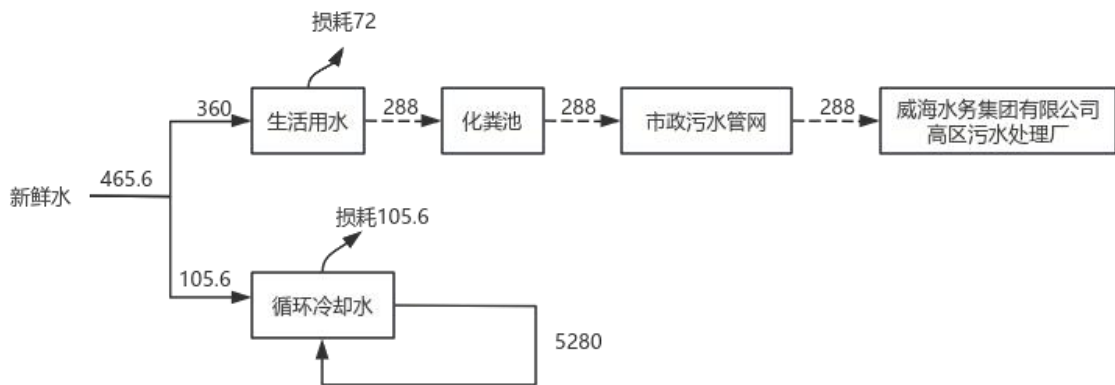 损耗72
360
生活用水
288
化粪池
288
市政污水管网
288
威海水务集团有限公司
高区污水处理厂
新鲜水
465.6
损耗105.6
105.6
循环冷却水
5280